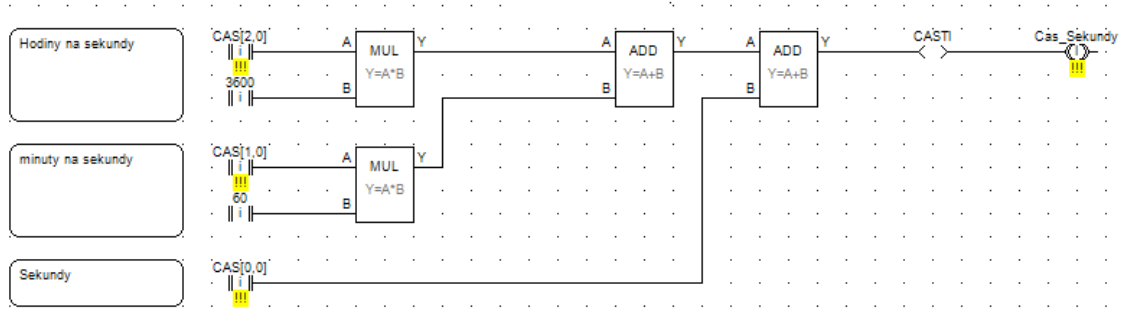 Hodiny na sekundy
CAS[2,0]
i
!!!
3600
i
A
B
MUL
Y=A*B
Y
A
B
ADD
Y=A+B
Y
A
B
ADD
Y=A+B
Y
CASTI
Cas_Sekundy
i
!!!
minuty na sekundy
CAS[1,0]
i
!!!
60
i
A
B
MUL
Y=A*B
Y
Sekundy
CAS[0,0]
i
!!!